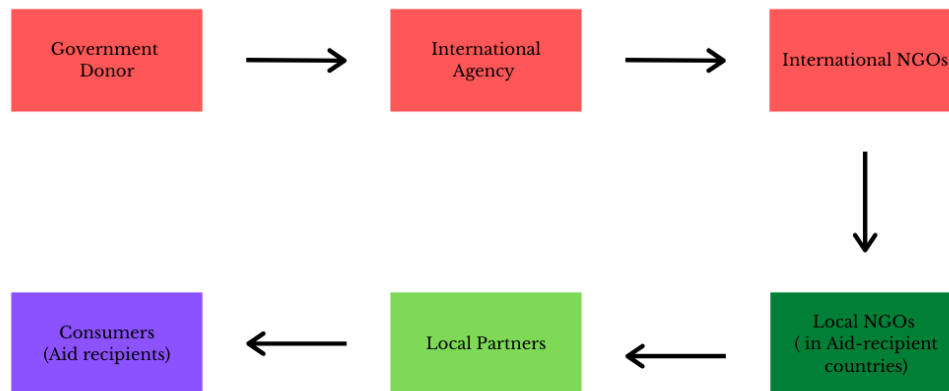 Government
Donor
International
Agency
International NGOs
Local NGOs
( in Aid-recipient
countries)
Local Partners
Consumers
(Aid recipients)